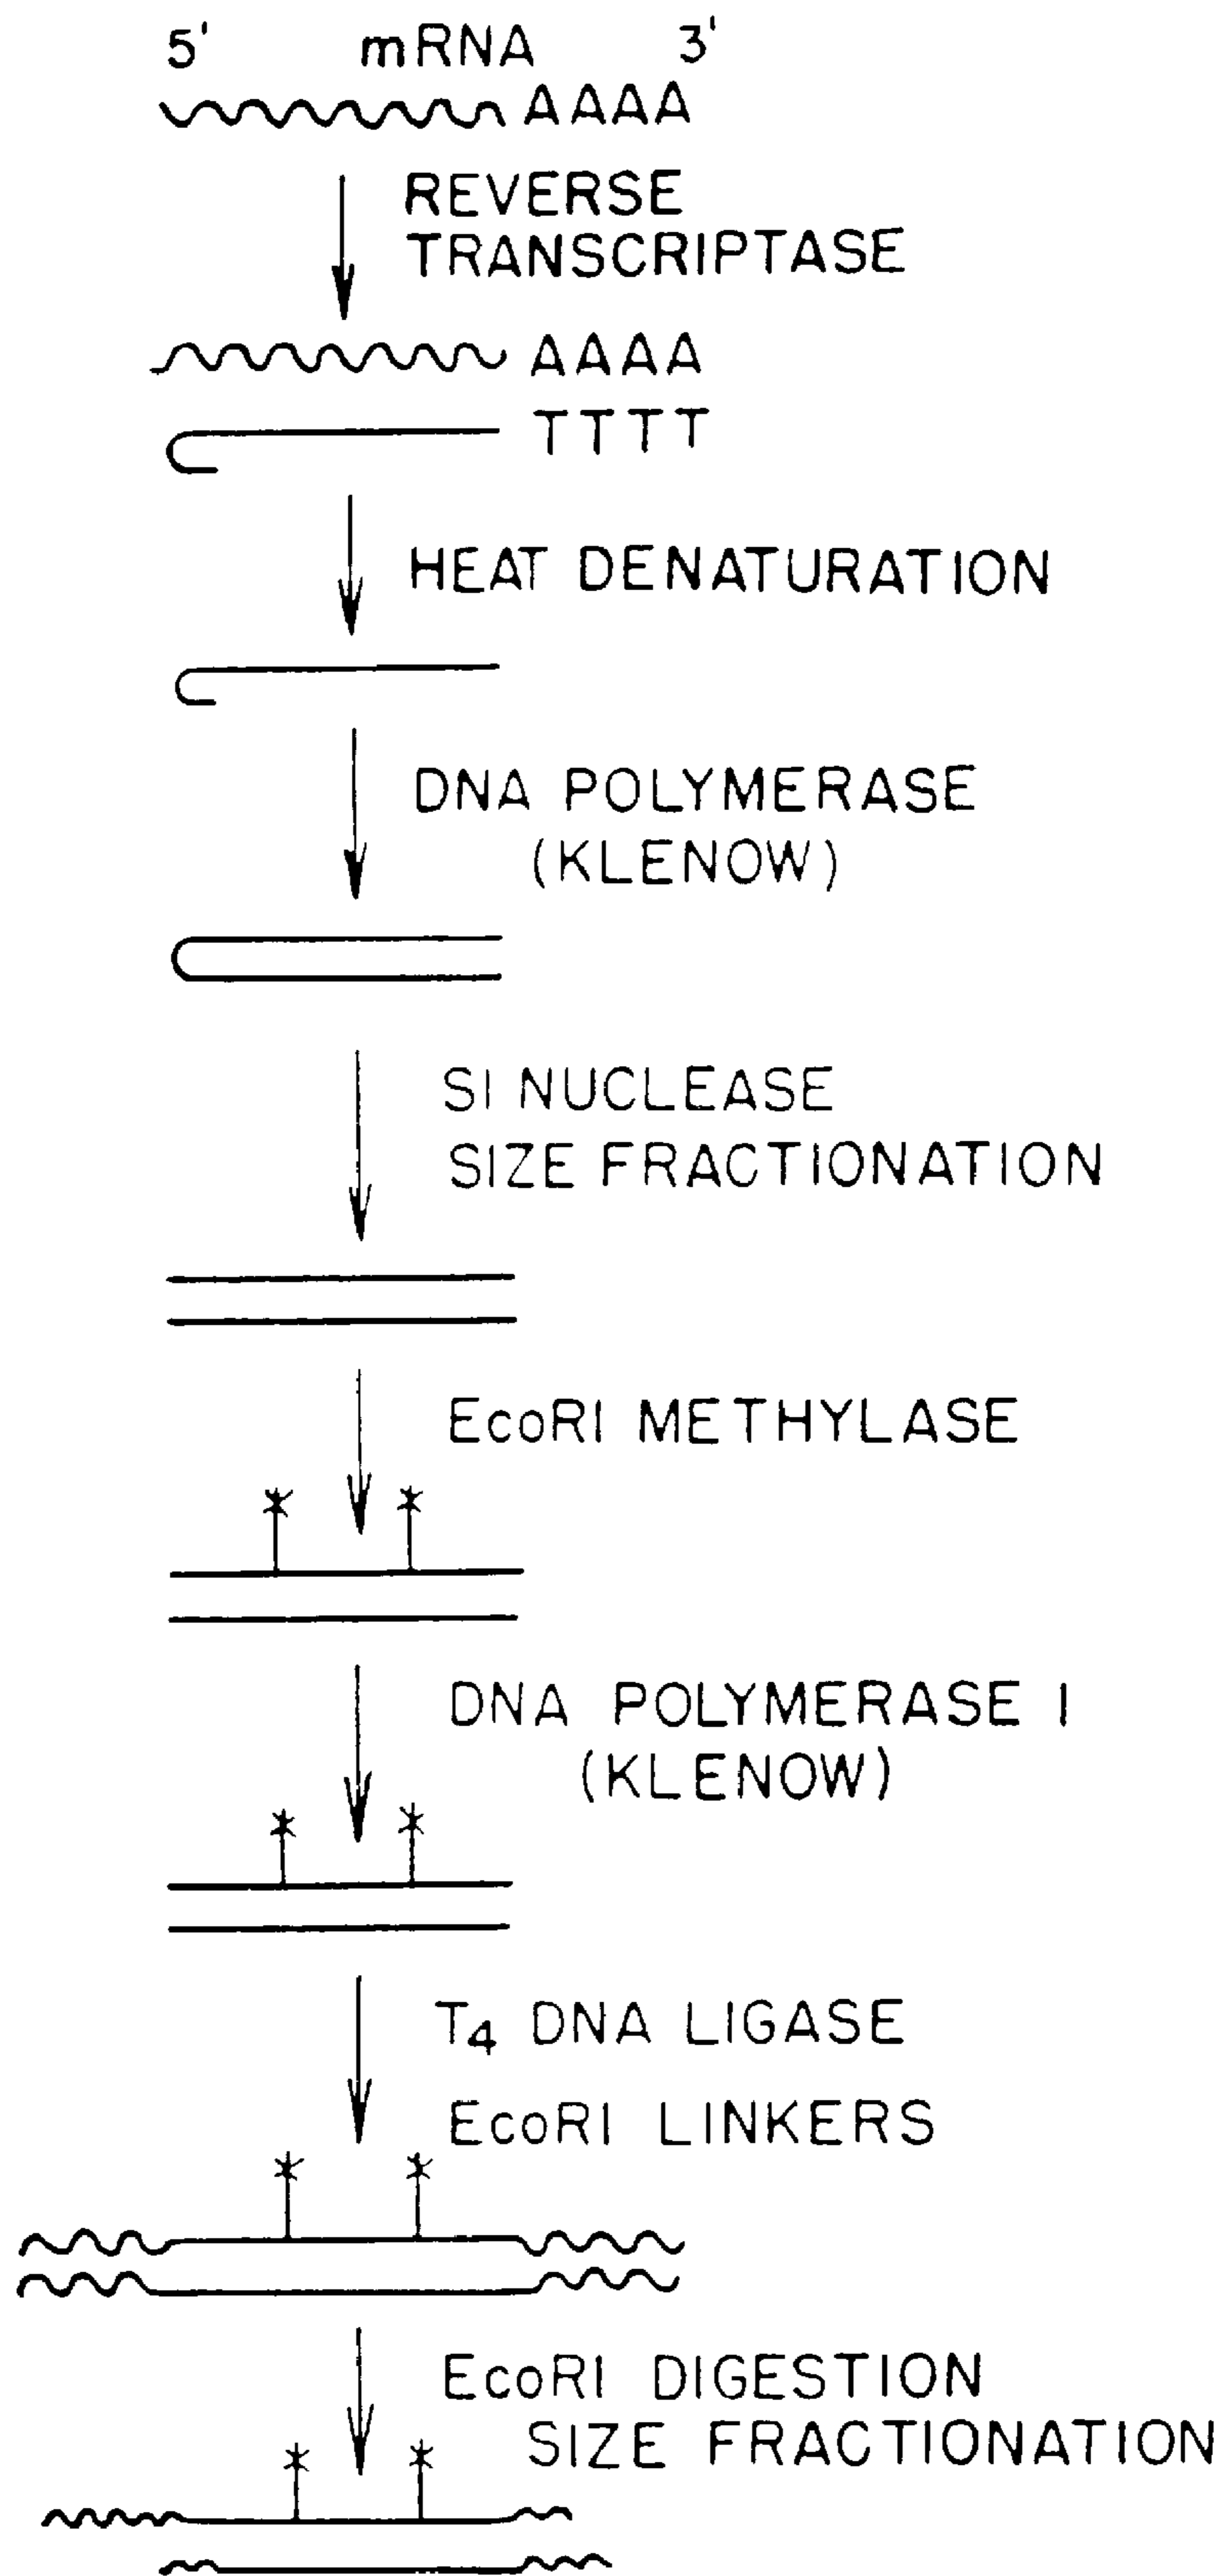 5' mRNA 3'
AAAA
REVERSE
TRANSCRIPTASE
AAAA
TTTT
HEAT DENATURATION
DNA POLYMERASE
(KLENOW)
SI NUCLEASE
SIZE FRACTIONATION
EcoRI METHYLASE
DNA POLYMERASE I
(KLENOW)
T4 DNA LIGASE
EcoRI LINKERS
EcoRI DIGESTION
SIZE FRACTIONATION